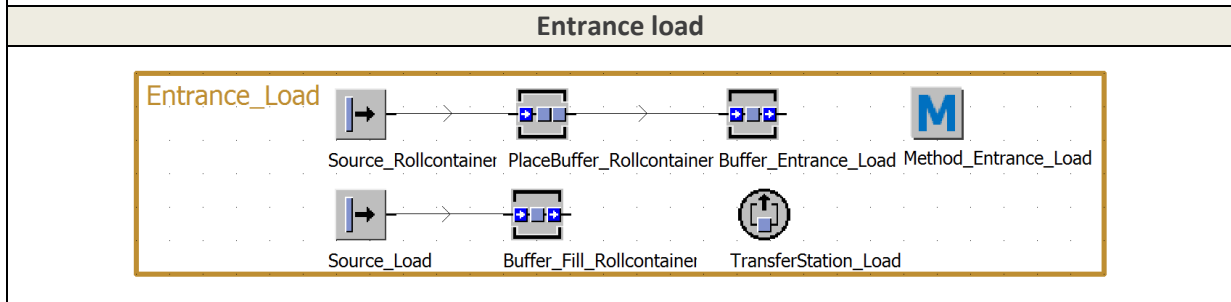 Entrance load
Entrance_Load
Source_Rollcontainer PlaceBuffer_Rollcontainer Buffer_Entrance_Load Method_Entrance_Load
M
Source_Load Buffer_Fill_Rollcontainer TransferStation_Load